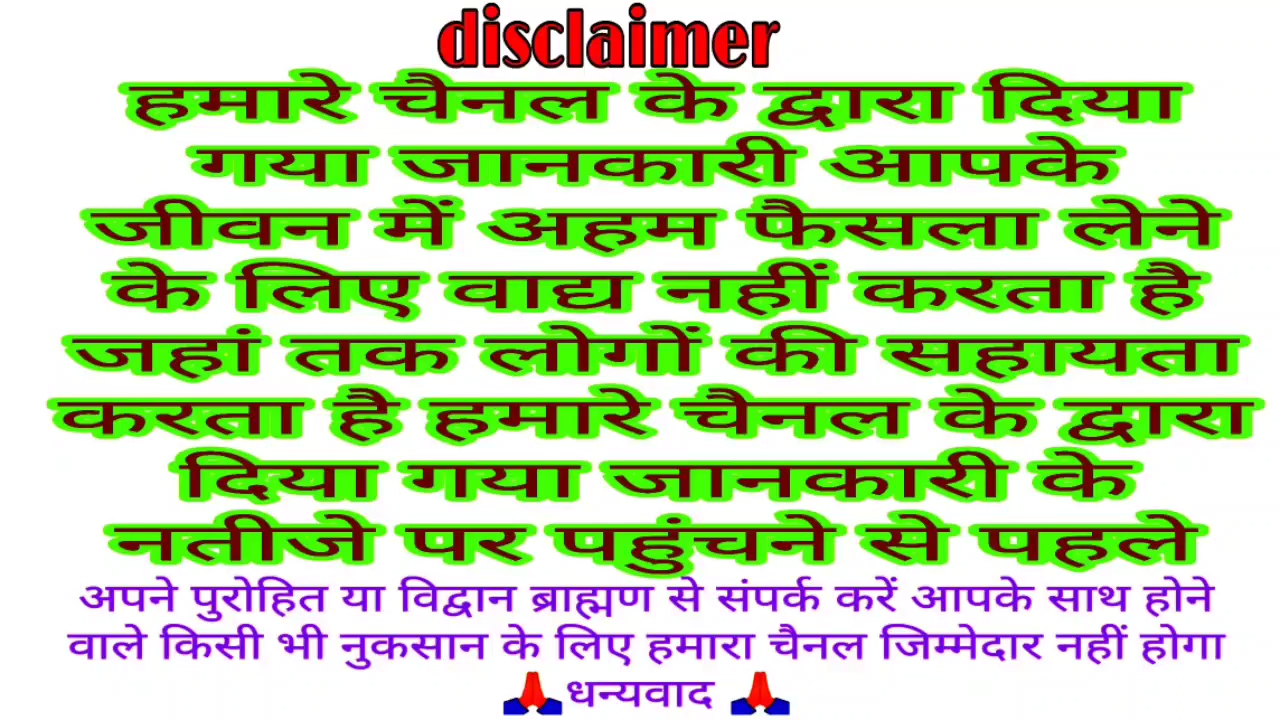 disclaimer
हमारे चैनल के द्वारा दिया
गया जानकारी आपके
जीवन में अहम फैसला लेने
के लिए वाद्य नहीं करता है
जहां तक लोगों की सहायता
करता है हमारे चैनल के द्वारा
दिया गया जानकारी के
नतीजे पर पहुंचने से पहले
अपने पुरोहित या विद्वान ब्राह्मण से संपर्क करें आपके साथ होने
वाले किसी भी नुकसान के लिए हमारा चैनल जिम्मेदार नहीं होगा
🙏धन्यवाद 🙏